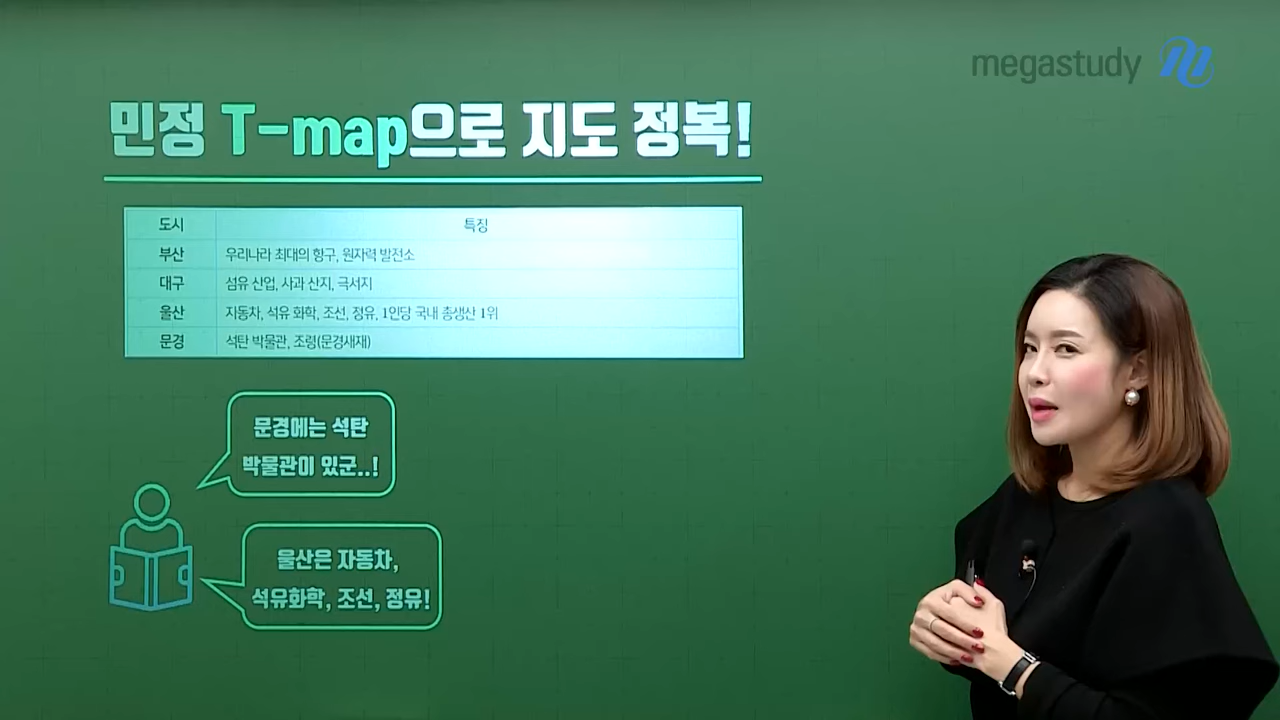 megastudy
민정 T-map으로 지도 정복!
도시 특징
부산 우리나라 최대의 항구, 원자력 발전소
대구 섬유 산업, 사과 산지, 극서지
울산 자동차, 석유 화학, 조선, 정유, 1인당 국내 총생산 1위
문경 석탄 박물관, 조령(문경새재)
문경에는 석탄
박물관이 있군..!
울산은 자동차,
석유화학, 조선, 정유!